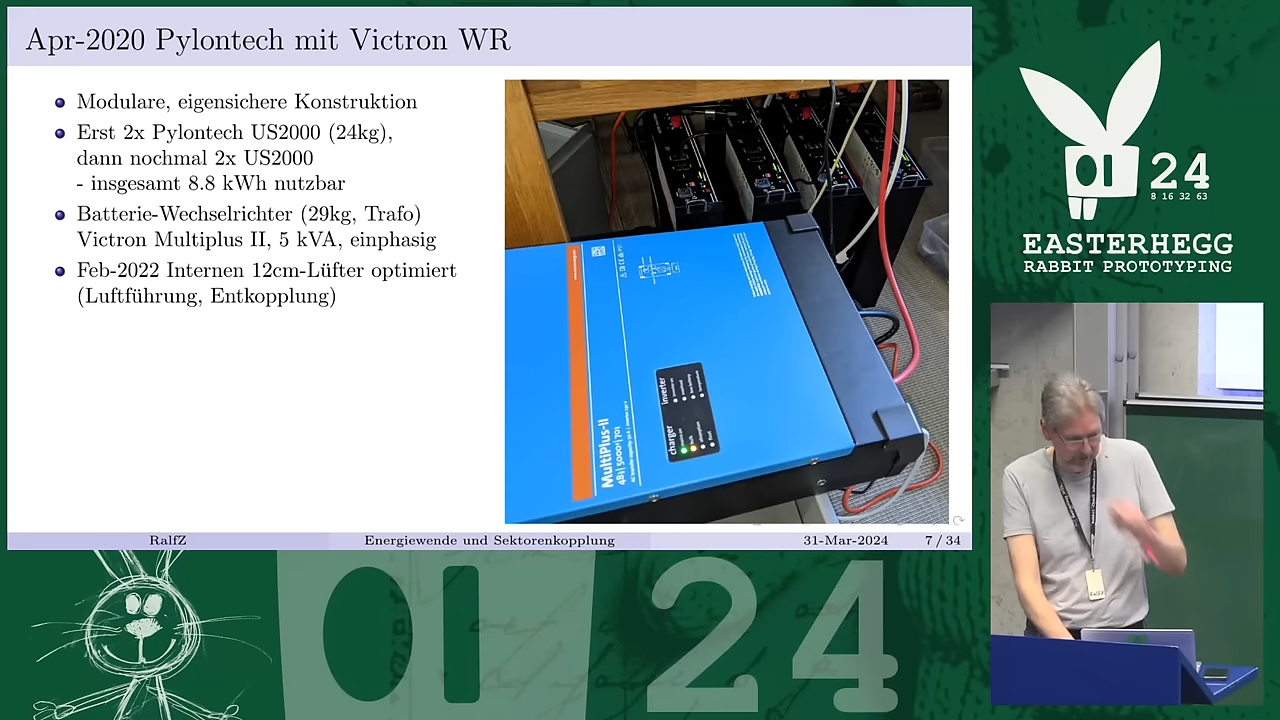 Apr-2020 Pylontech mit Victron WR
Modulare, eigensichere Konstruktion
Erst 2x Pylontech US2000 (24kg),
dann nochmal 2x US2000
- insgesamt 8.8 kWh nutzbar
Batterie-Wechselrichter (29kg, Trafo)
Victron Multiplus II, 5 kVA, einphasig
Feb-2022 Internen 12cm-Lüfter optimiert
(Luftführung, Entkopplung)
MultiPlus-II
48 | 5000 | 70
charger
inverter
RalfZ
Energiewende und Sektorenkopplung
31-Mar-2024
7 / 34
24
8 16 32 63
EASTERHEGG
RABBIT PROTOTYPING
24